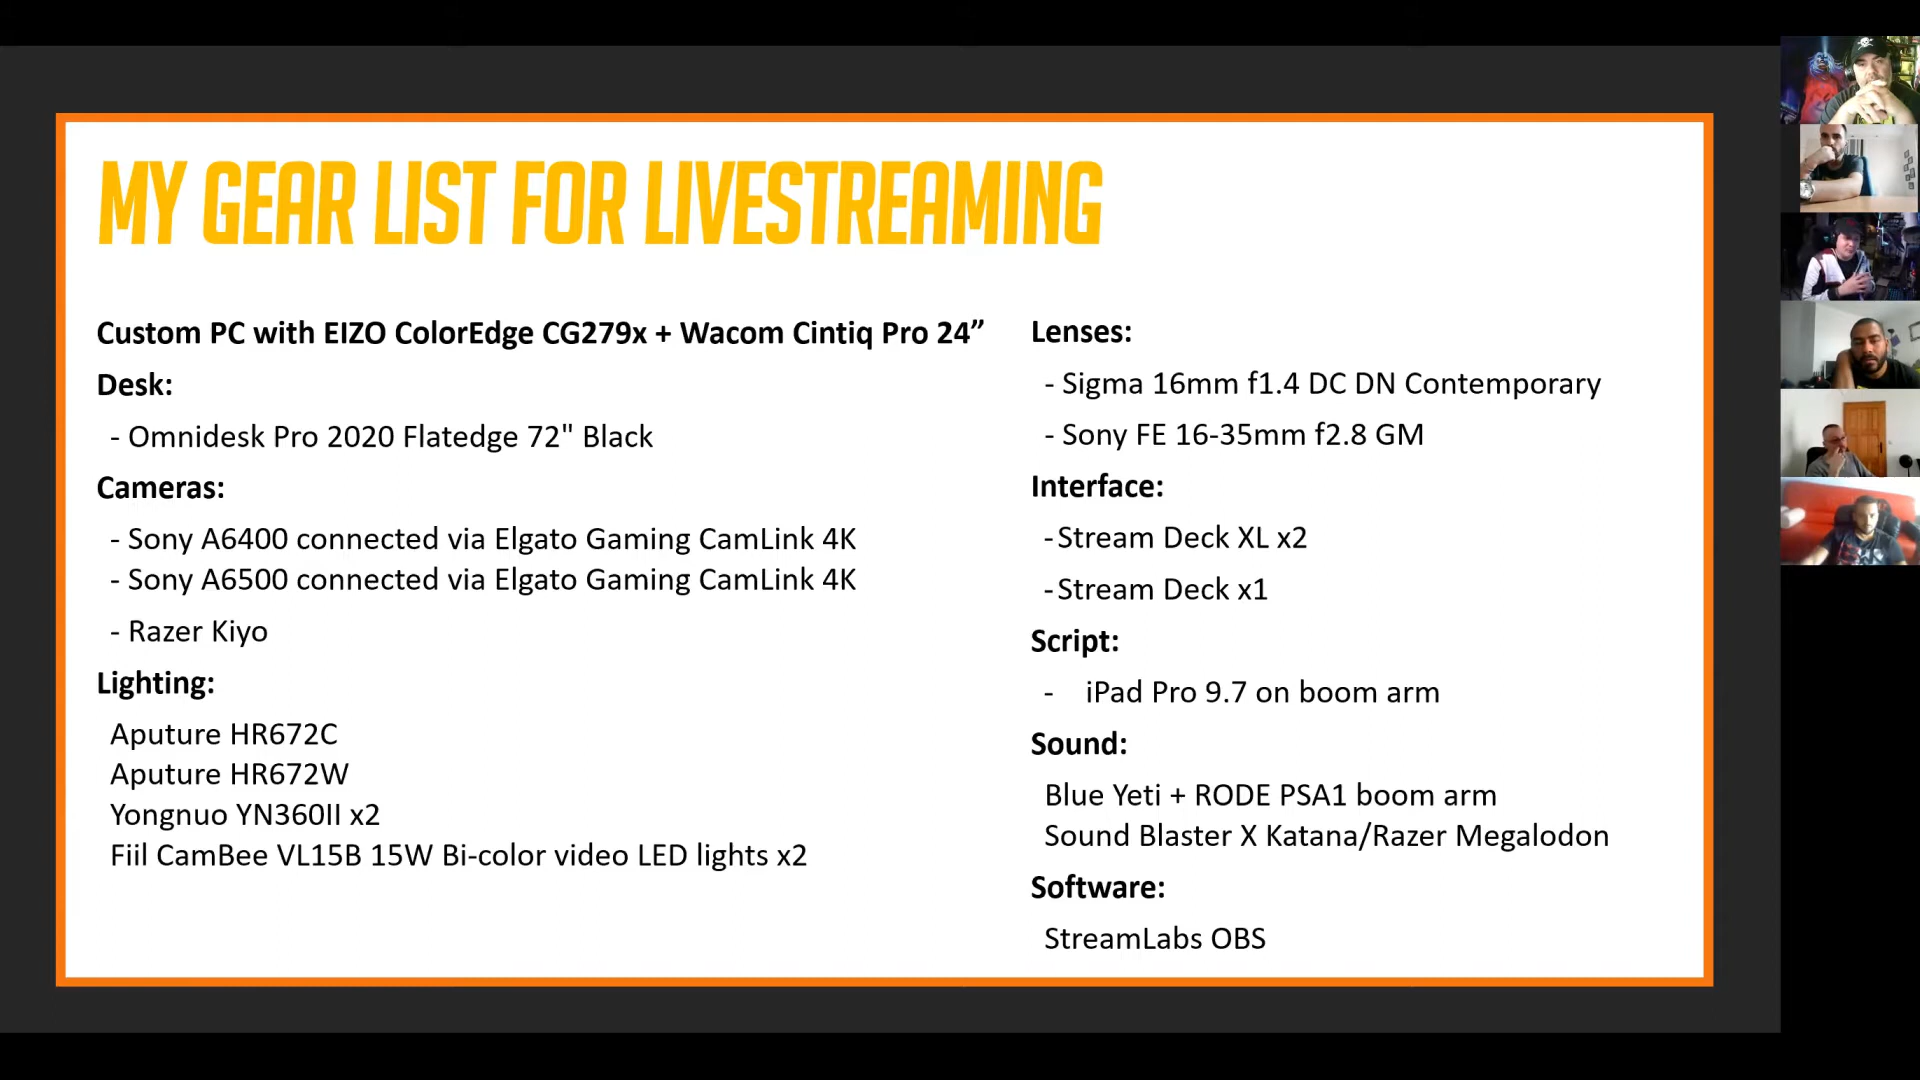 MY GEAR LIST FOR LIVESTREAMING
Custom PC with EIZO ColorEdge CG279x + Wacom Cintiq Pro 24”
Desk:
- Omnidesk Pro 2020 Flatedge 72" Black
Cameras:
- Sony A6400 connected via Elgato Gaming CamLink 4K
- Sony A6500 connected via Elgato Gaming CamLink 4K
- Razer Kiyo
Lighting:
Aputure HR672C
Aputure HR672W
Yongnuo YN360II x2
Fiil CamBee VL15B 15W Bi-color video LED lights x2
Lenses:
- Sigma 16mm f1.4 DC DN Contemporary
- Sony FE 16-35mm f2.8 GM
Interface:
- Stream Deck XL x2
- Stream Deck x1
Script:
- iPad Pro 9.7 on boom arm
Sound:
Blue Yeti + RODE PSA1 boom arm
Sound Blaster X Katana/Razer Megalodon
Software:
StreamLabs OBS